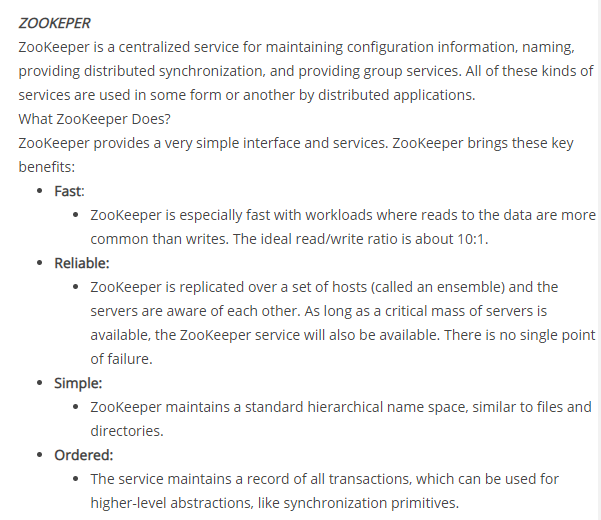 ZOOKEPER
ZooKeeper is a centralized service for maintaining configuration information, naming,
providing distributed synchronization, and providing group services. All of these kinds of
services are used in some form or another by distributed applications.
What ZooKeeper Does?
ZooKeeper provides a very simple interface and services. ZooKeeper brings these key
benefits:
• Fast:
• ZooKeeper is especially fast with workloads where reads to the data are more
common than writes. The ideal read/write ratio is about 10:1.
• Reliable:
• ZooKeeper is replicated over a set of hosts (called an ensemble) and the
servers are aware of each other. As long as a critical mass of servers is
available, the ZooKeeper service will also be available. There is no single point
of failure.
• Simple:
• ZooKeeper maintains a standard hierarchical name space, similar to files and
directories.
• Ordered:
• The service maintains a record of all transactions, which can be used for
higher-level abstractions, like synchronization primitives.